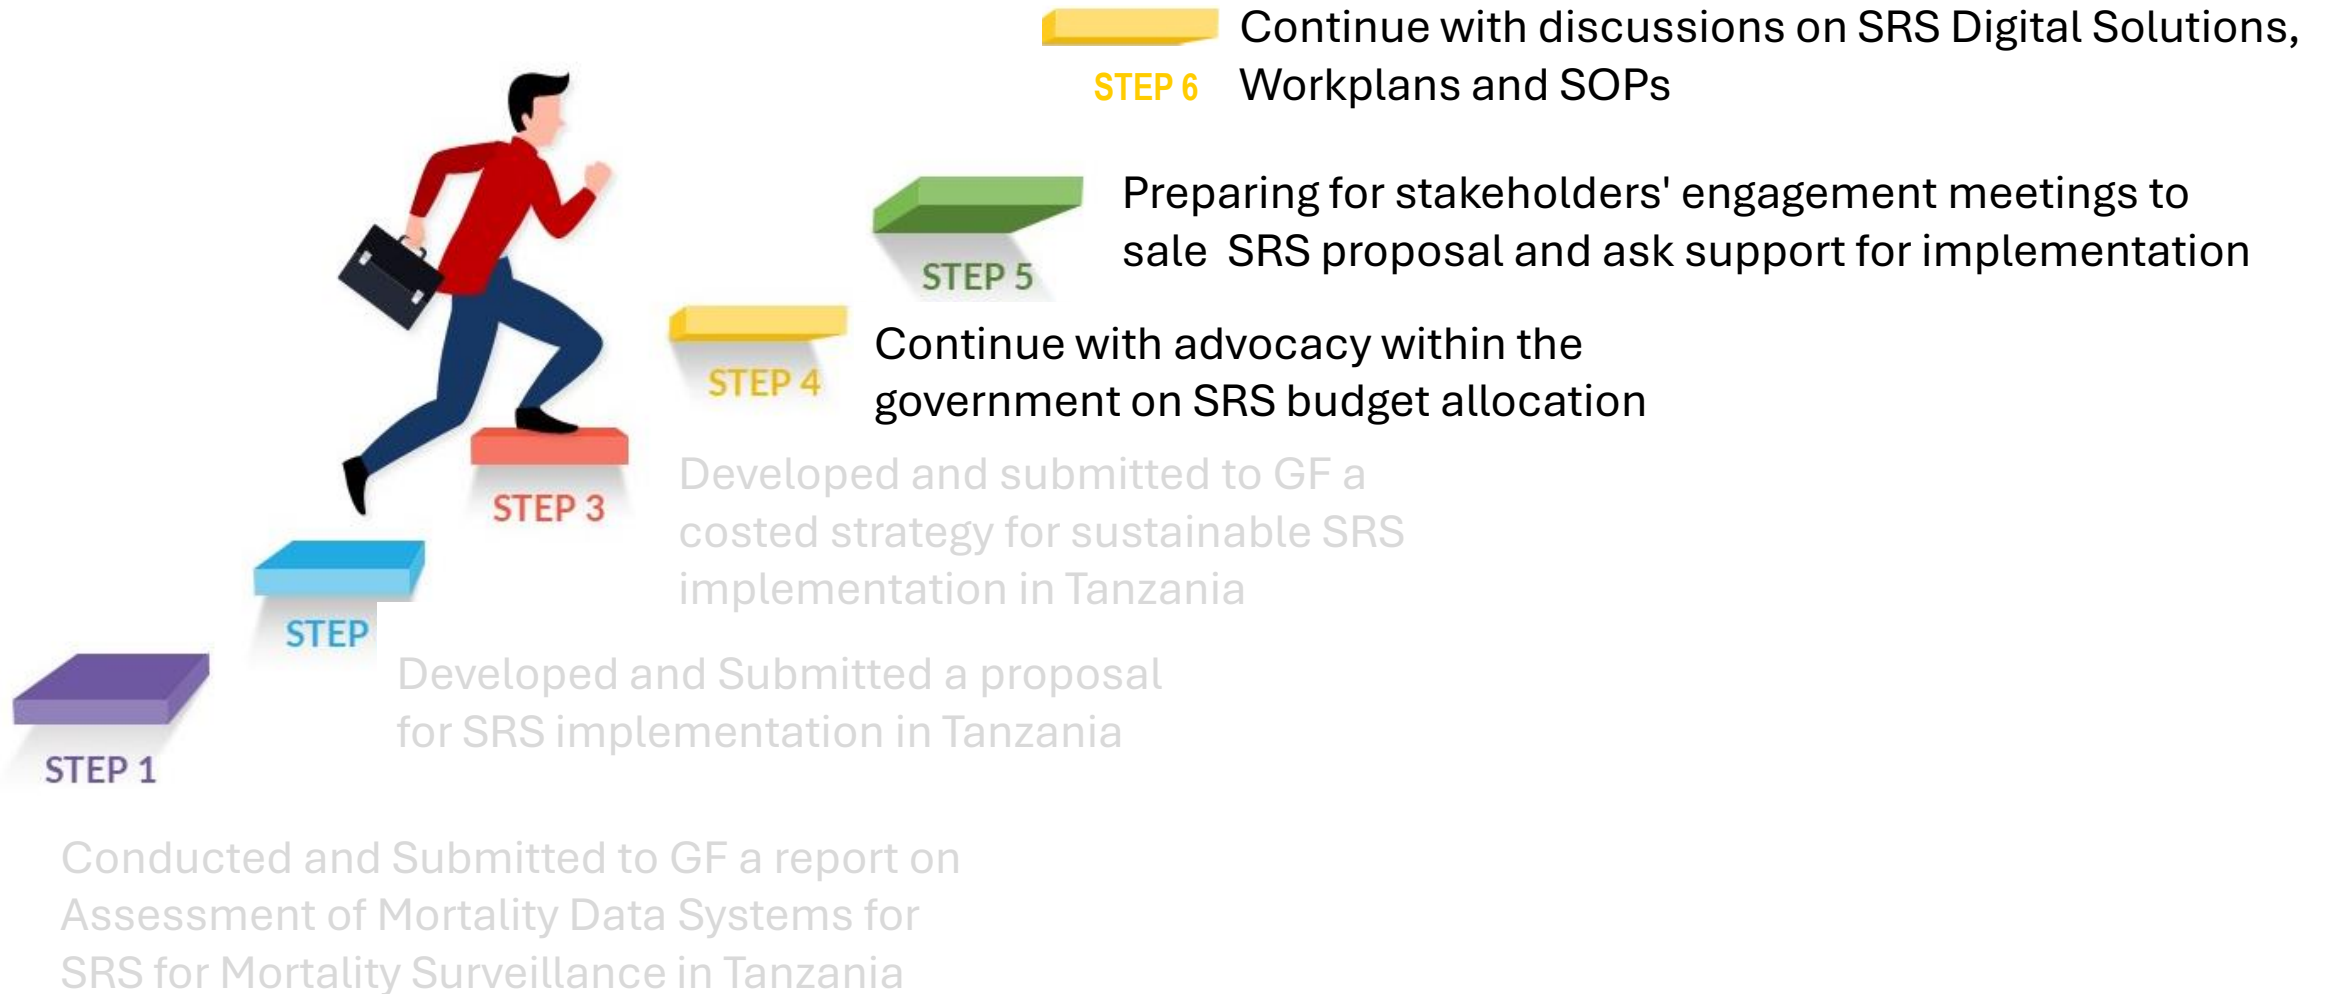 Continue with discussions on SRS Digital Solutions,
STEP 6 Workplans and SOPs
Preparing for stakeholders' engagement meetings to
sale  SRS proposal and ask support for implementation
STEP 5
Continue with advocacy within the
government on SRS budget allocation
STEP 4
Developed and submitted to GF a
costed strategy for sustainable SRS
implementation in Tanzania
STEP 3
Developed and Submitted a proposal
for SRS implementation in Tanzania
STEP
STEP 1
Conducted and Submitted to GF a report on
Assessment of Mortality Data Systems for
SRS for Mortality Surveillance in Tanzania